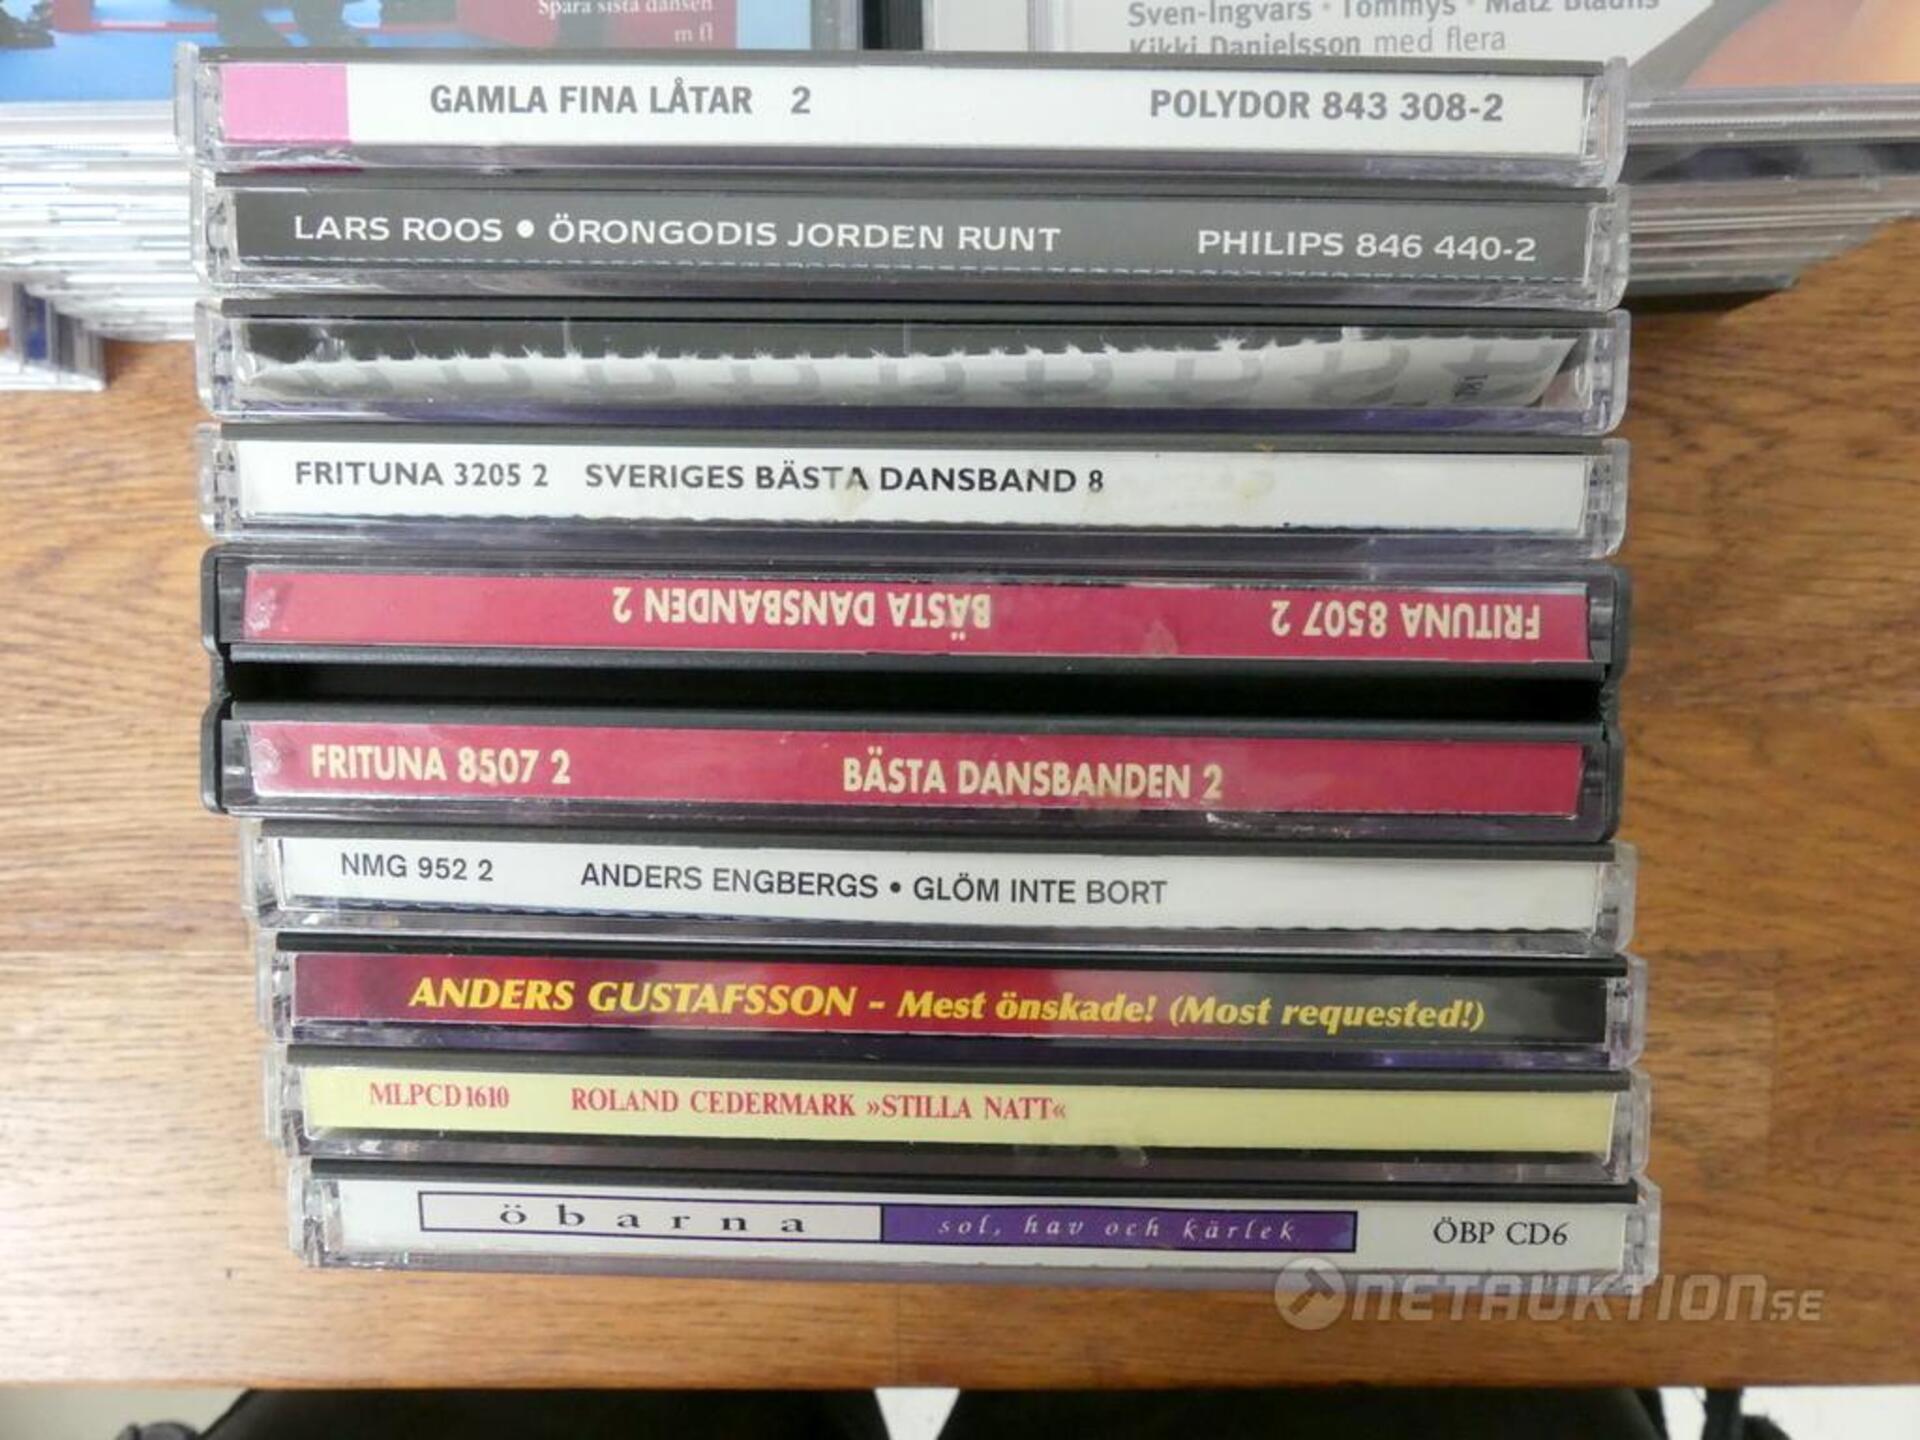 Spara sista dansen
m fl
Sven-Ingvars • Tommys • Matz Bladhs
Kikki Danielsson med flera
GAMLA FINA LÅTAR 2 POLYDOR 843 308-2
LARS ROOS • ÖRONGODIS JORDEN RUNT PHILIPS 846 440-2
FRITUNA 3205 2 SVERIGES BÄSTA DANSBAND 8
FRITUNA 8507 2 BÄSTA DANSBANDEN 2
FRITUNA 8507 2 BÄSTA DANSBANDEN 2
NMG 952 2 ANDERS ENGBERGS • GLÖM INTE BORT
ANDERS GUSTAFSSON - Mest önskade! (Most requested!)
MLPCD1610 ROLAND CEDERMARK »STILLA NATT«
öbarna sol, hav och kärlek ÖBP CD6
NETAUKTION.SE